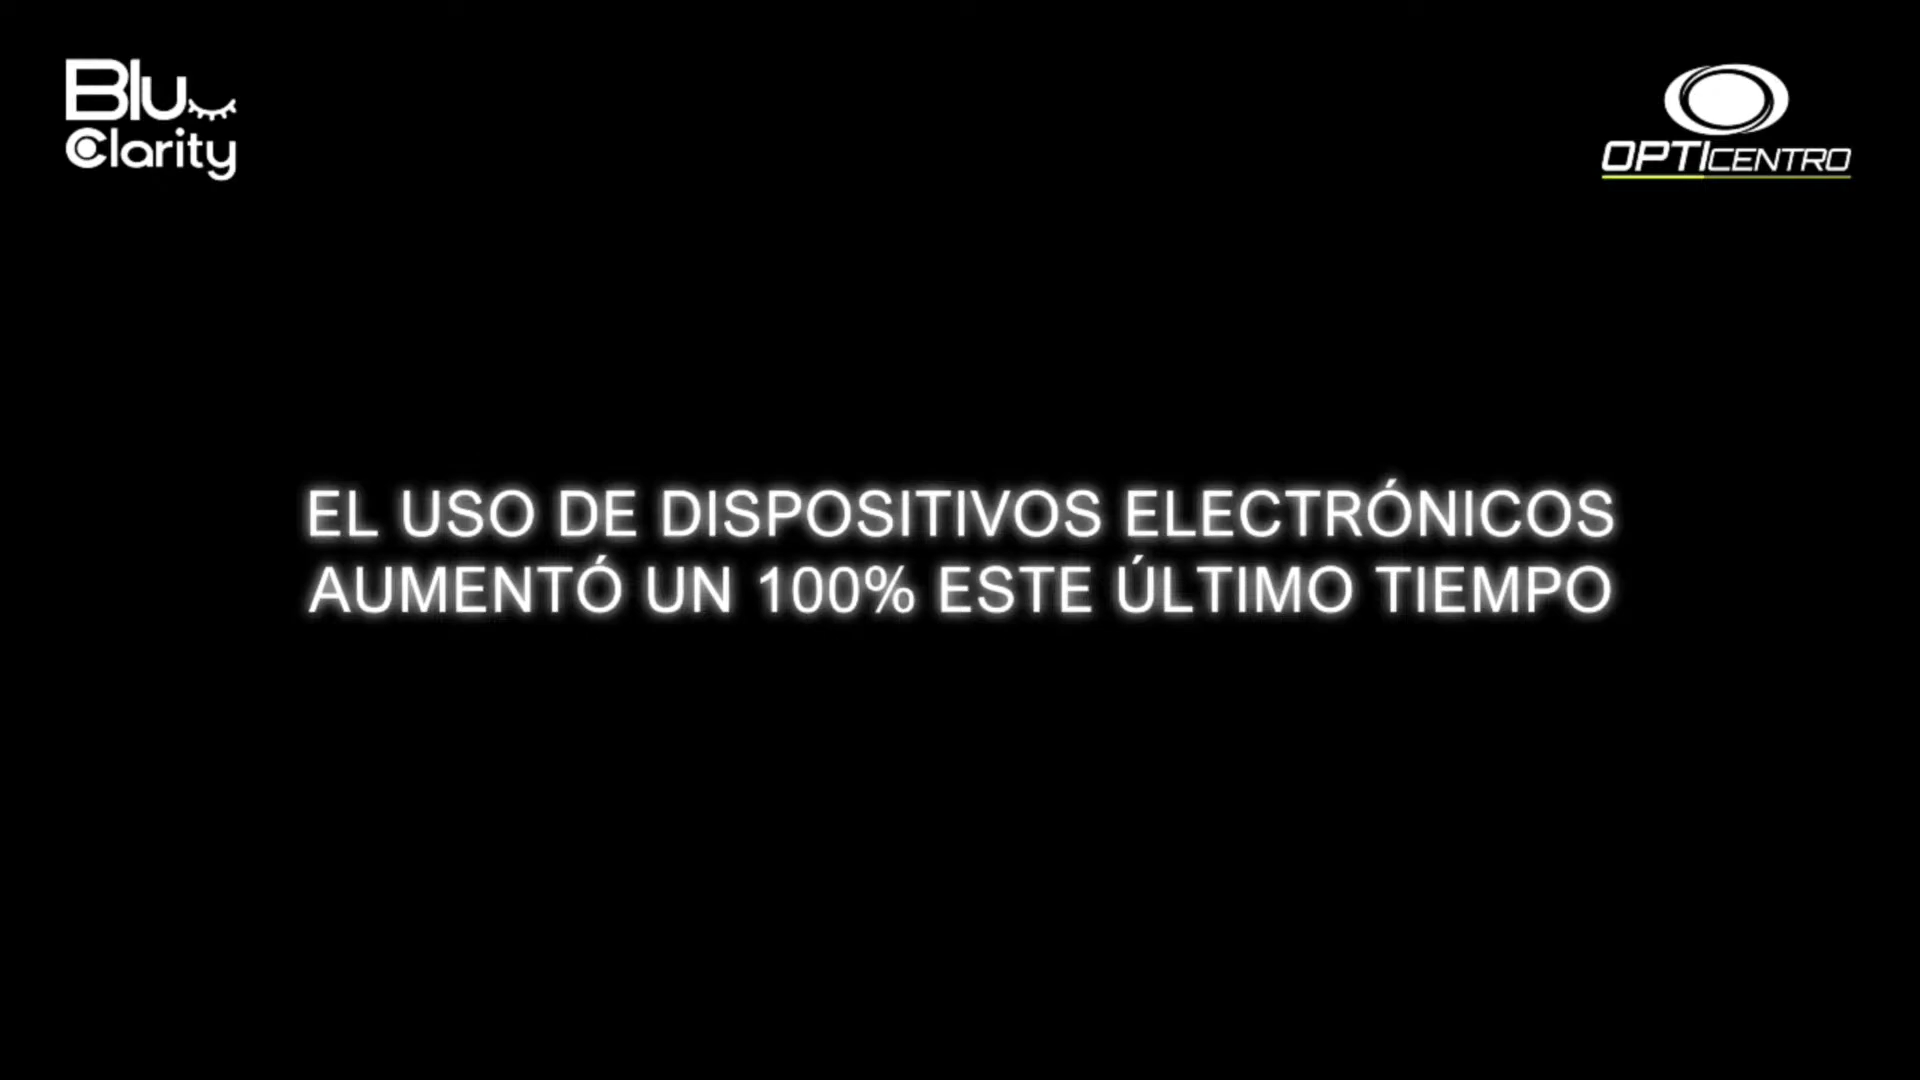 Blu
Clarity
OPTICENTRO
EL USO DE DISPOSITIVOS ELECTRÓNICOS
AUMENTÓ UN 100% ESTE ÚLTIMO TIEMPO